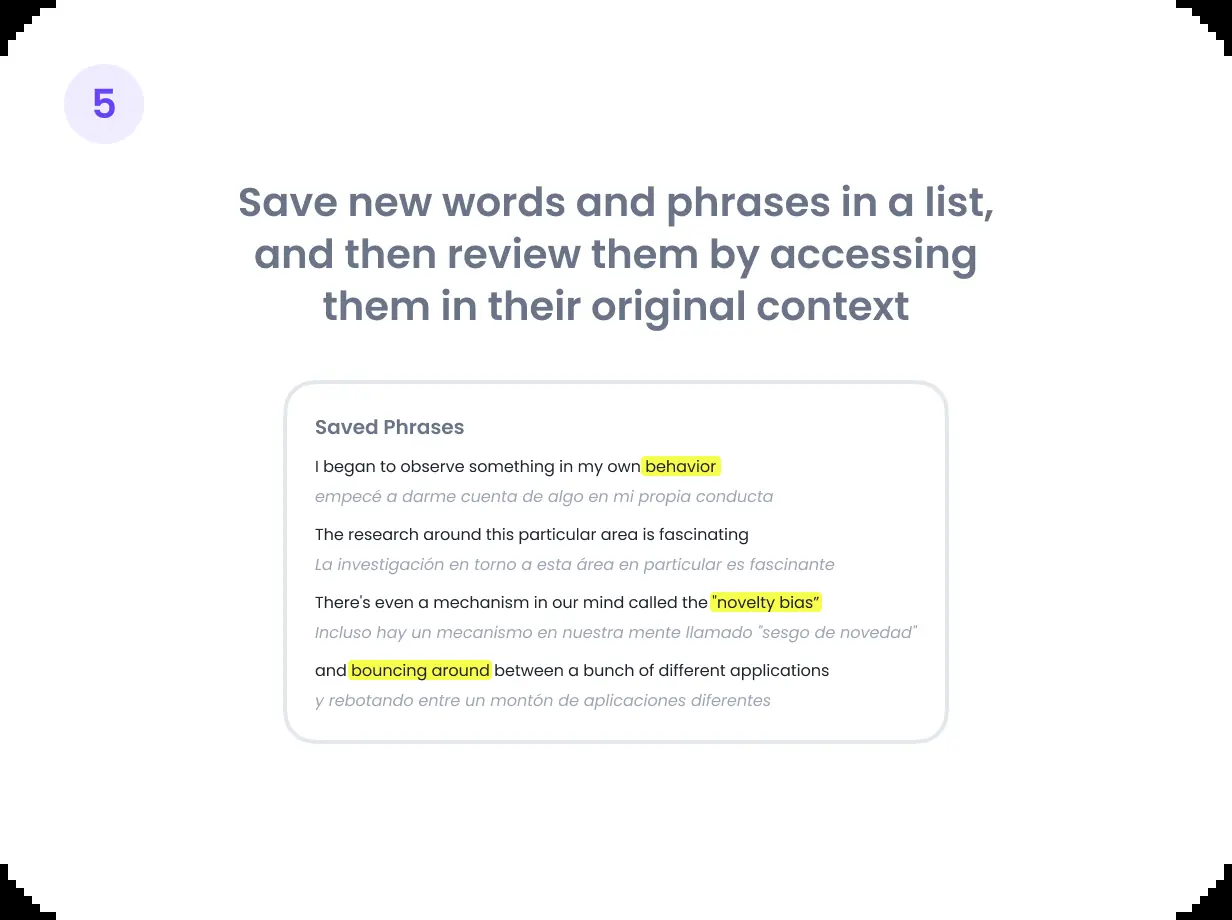 5
Save new words and phrases in a list,
and then review them by accessing
them in their original context
Saved Phrases
I began to observe something in my own behavior
empecé a darme cuenta de algo en mi propia conducta
The research around this particular area is fascinating
La investigación en torno a esta área en particular es fascinante
There's even a mechanism in our mind called the "novelty bias”
Incluso hay un mecanismo en nuestra mente llamado "sesgo de novedad"
and bouncing around between a bunch of different applications
y rebotando entre un montón de aplicaciones diferentes